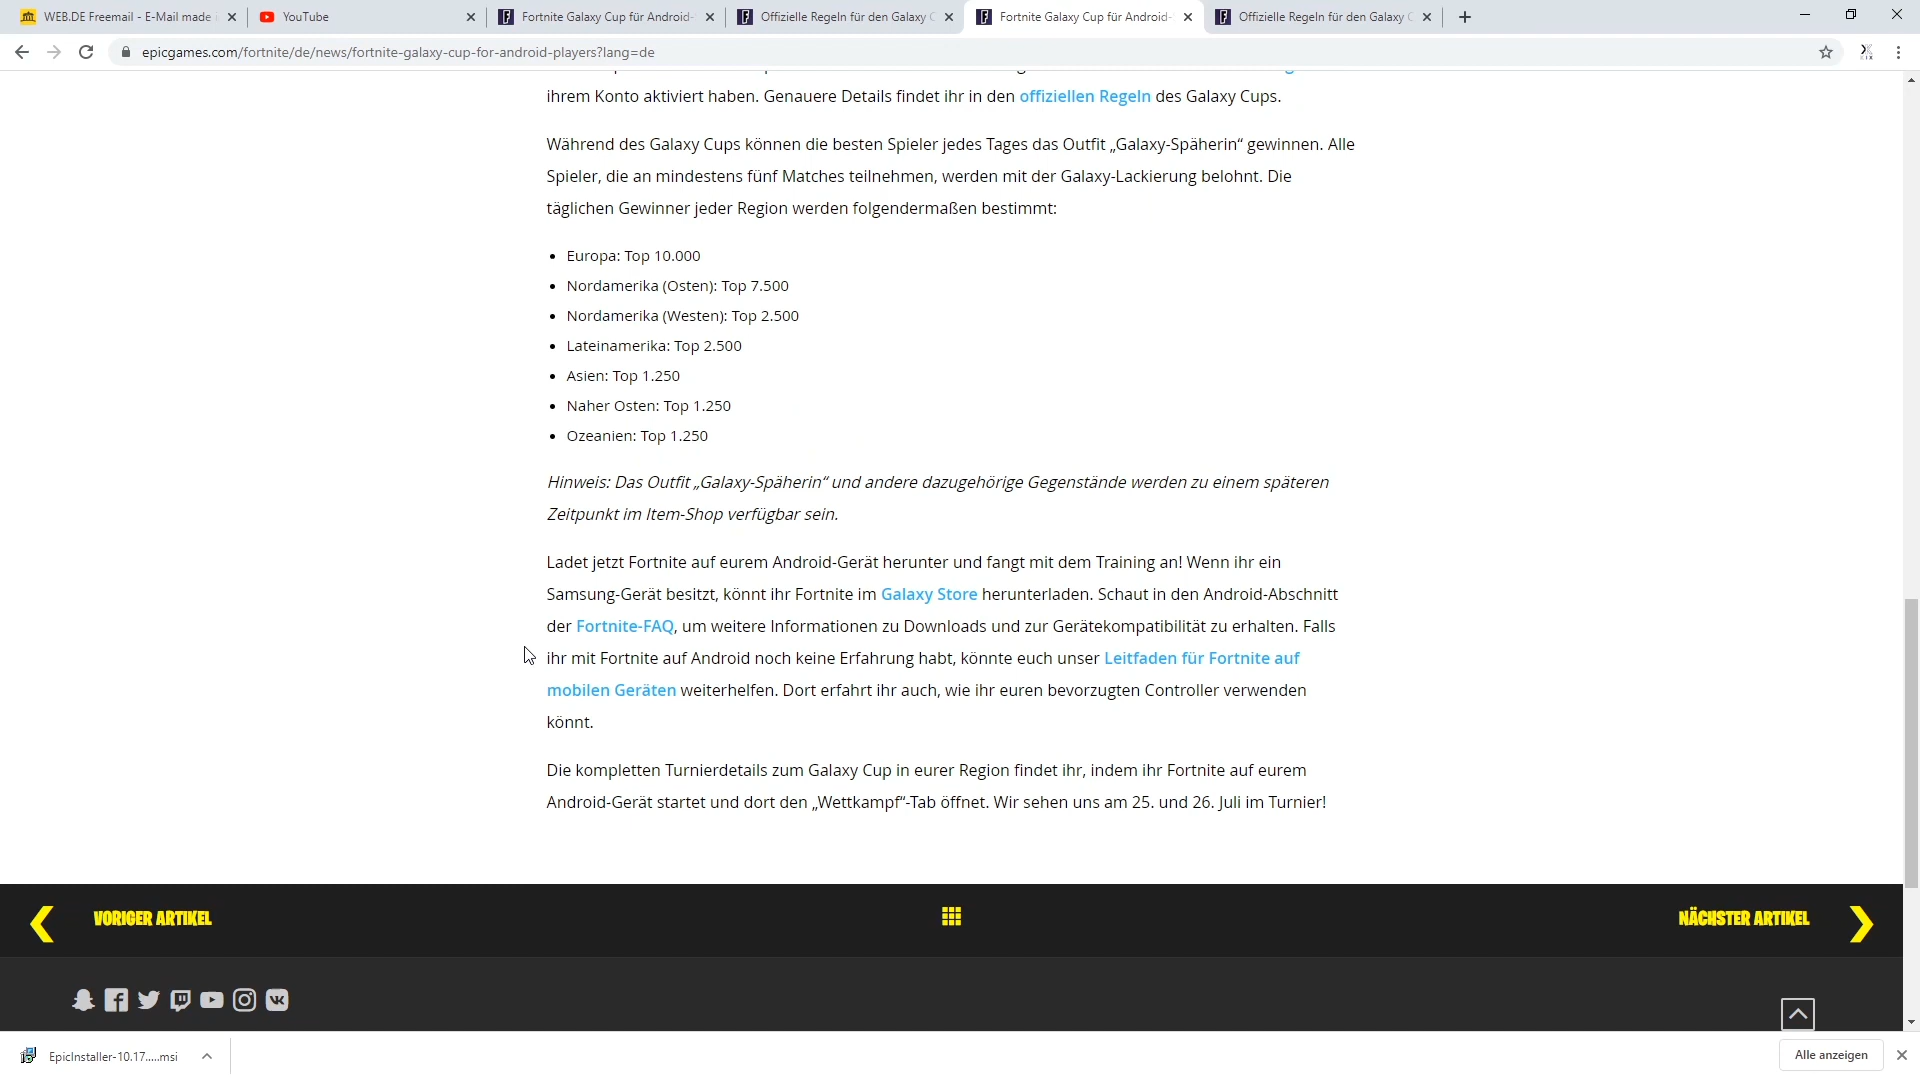 WEB.DE Freemail - E-Mail made
YouTube
Fortnite Galaxy Cup für Android-
Offizielle Regeln für den Galaxy
Fortnite Galaxy Cup für Android-
Offizielle Regeln für den Galaxy
epicgames.com/fortnite/de/news/fortnite-galaxy-cup-for-android-players?lang=de
ihrem Konto aktiviert haben. Genauere Details findet ihr in den offiziellen Regeln des Galaxy Cups.
Während des Galaxy Cups können die besten Spieler jedes Tages das Outfit „Galaxy-Späherin“ gewinnen. Alle
Spieler, die an mindestens fünf Matches teilnehmen, werden mit der Galaxy-Lackierung belohnt. Die
täglichen Gewinner jeder Region werden folgendermaßen bestimmt:
• Europa: Top 10.000
• Nordamerika (Osten): Top 7.500
• Nordamerika (Westen): Top 2.500
• Lateinamerika: Top 2.500
• Asien: Top 1.250
• Naher Osten: Top 1.250
• Ozeanien: Top 1.250
Hinweis: Das Outfit „Galaxy-Späherin“ und andere dazugehörige Gegenstände werden zu einem späteren
Zeitpunkt im Item-Shop verfügbar sein.
Ladet jetzt Fortnite auf eurem Android-Gerät herunter und fangt mit dem Training an! Wenn ihr ein
Samsung-Gerät besitzt, könnt ihr Fortnite im Galaxy Store herunterladen. Schaut in den Android-Abschnitt
der Fortnite-FAQ, um weitere Informationen zu Downloads und zur Gerätekompatibilität zu erhalten. Falls
ihr mit Fortnite auf Android noch keine Erfahrung habt, könnte euch unser Leitfaden für Fortnite auf
mobilen Geräten weiterhelfen. Dort erfahrt ihr auch, wie ihr euren bevorzugten Controller verwenden
könnt.
Die kompletten Turnierdetails zum Galaxy Cup in eurer Region findet ihr, indem ihr Fortnite auf eurem
Android-Gerät startet und dort den „Wettkampf“-Tab öffnet. Wir sehen uns am 25. und 26. Juli im Turnier!
VORIGER ARTIKEL
NÄCHSTER ARTIKEL
EpicInstaller-10.17.....msi
Alle anzeigen